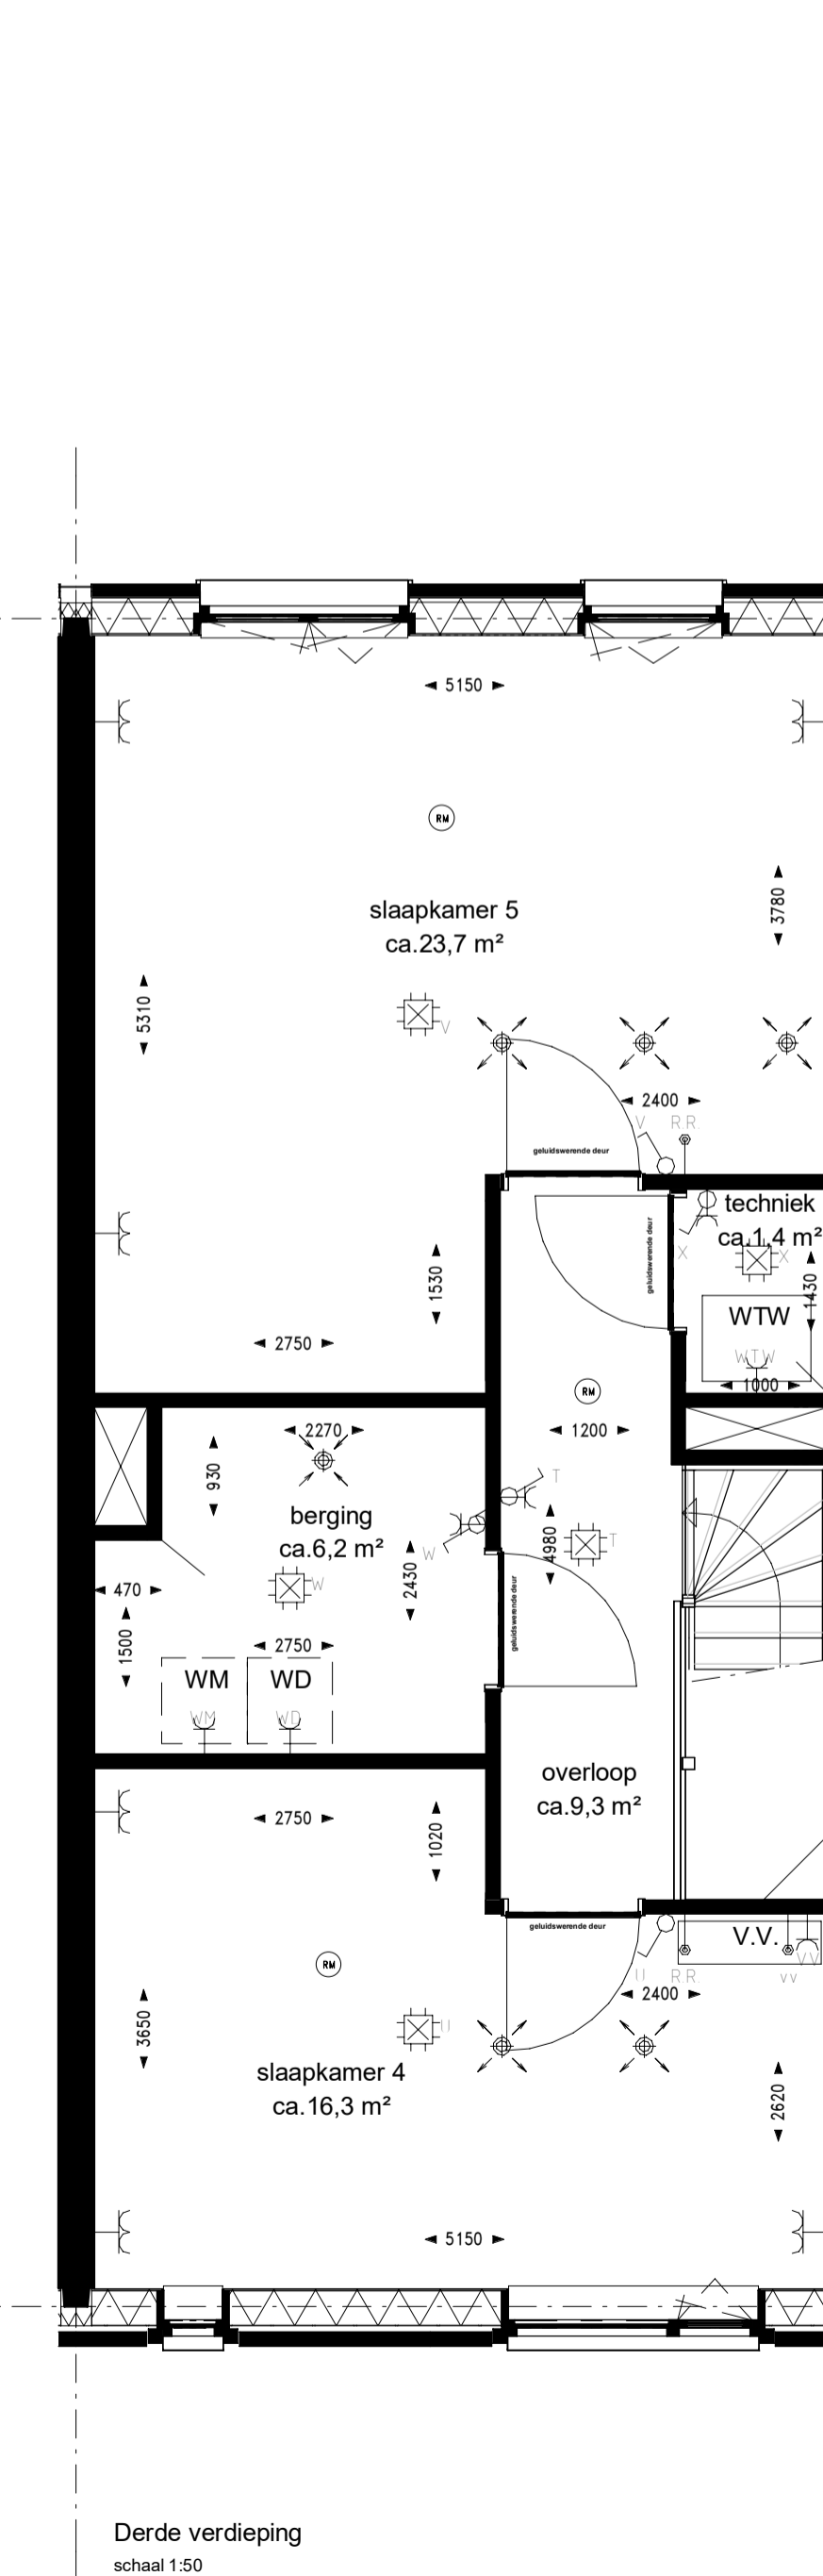 5150
RM
slaapkamer 5
ca.23,7 m²
3780
5310
V
2400
V
R.R.
geluidswerende deur
techniek
ca.1,4 m²
X
X
geluidswerende deur
1430
WTW
WTW
1000
1530
2750
RM
2270
1200
930
berging
ca.6,2 m²
T
W
4980
T
W
2430
470
1500
geluidswerende deur
2750
WM
WD
WM
WD
overloop
ca.9,3 m²
2750
1020
geluidswerende deur
V.V.
VV
RM
U
R.R.
vv
2400
3650
U
slaapkamer 4
ca.16,3 m²
2620
5150
Derde verdieping
schaal 1:50